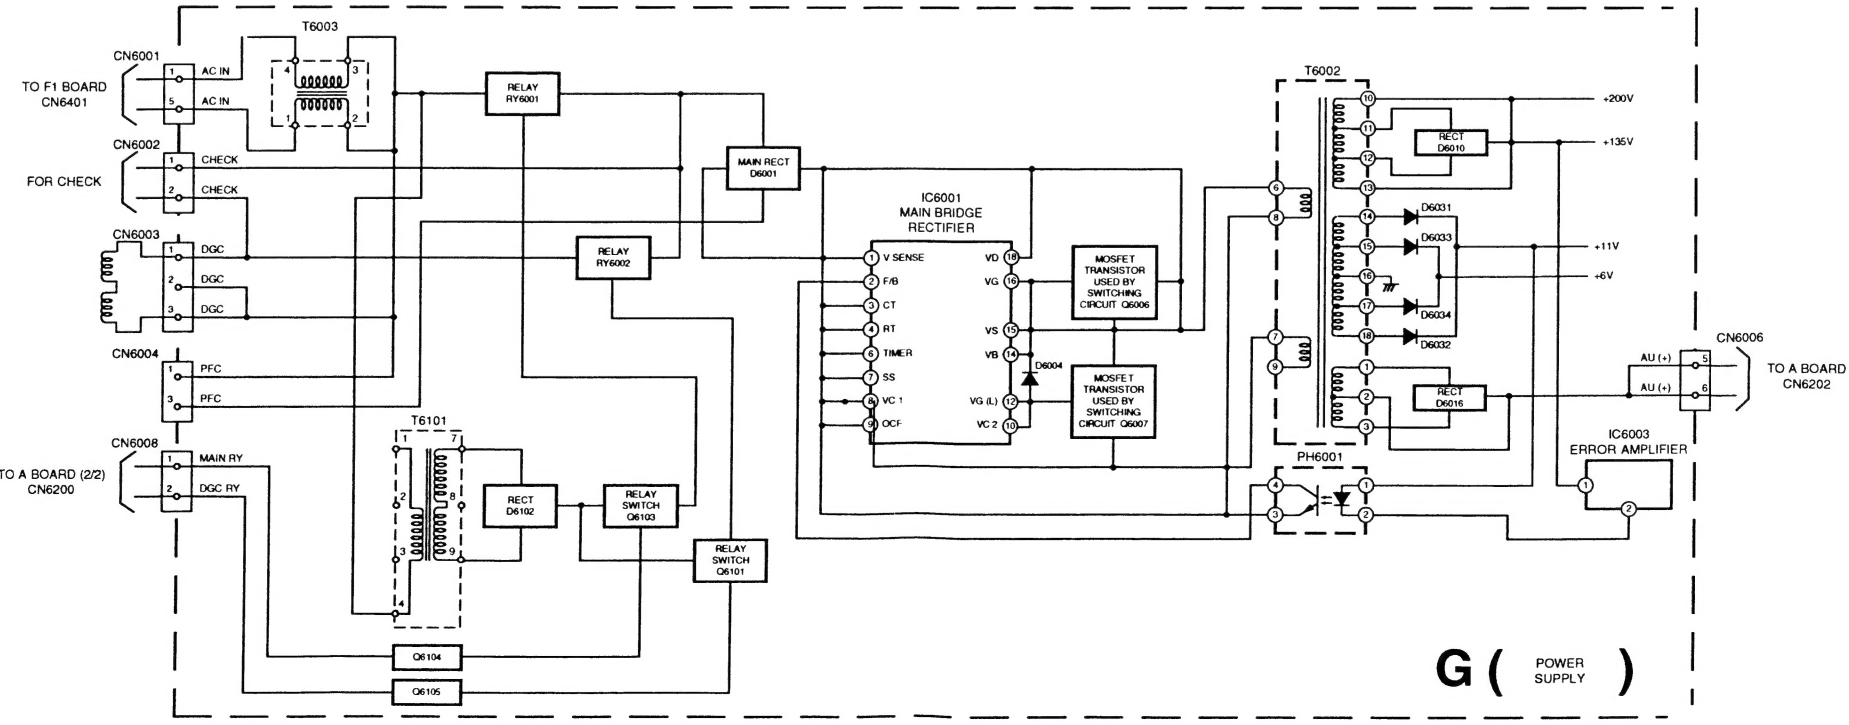 T6003
CN6001
TO F1 BOARD
CN6401
1 AC IN
5 AC IN
4 3
1 2
CN6002
FOR CHECK
1 CHECK
2 CHECK
CN6003
1 DGC
2 DGC
3 DGC
CN6004
1 PFC
3 PFC
CN6008
TO A BOARD (2/2)
CN6200
1 MAIN RY
2 DGC RY
RELAY
RY6001
RELAY
RY6002
MAIN RECT
D6001
T6101
1 7
2 8
3 9
4
RECT
D6102
RELAY
SWITCH
Q6103
RELAY
SWITCH
Q6101
Q6104
Q6105
IC6001
MAIN BRIDGE
RECTIFIER
1 V SENSE
2 F/B
3 CT
4 RT
6 TIMER
7 SS
8 VC 1
9 OCF
VD 18
VG 16
VS 15
VB 14
VG (L) 12
VC 2 10
D6004
MOSFET
TRANSISTOR
USED BY
SWITCHING
CIRCUIT Q6006
MOSFET
TRANSISTOR
USED BY
SWITCHING
CIRCUIT Q6007
T6002
6
8
7
9
10
11
12
13
14
15
16
17
18
1
2
3
RECT
D6010
+200V
+135V
D6031
D6033
D6034
D6032
+11V
+6V
RECT
D6016
PH6001
4 1
3 2
IC6003
ERROR AMPLIFIER
1
2
CN6006
AU (+) 5
AU (+) 6
TO A BOARD
CN6202
G ( POWER
SUPPLY )